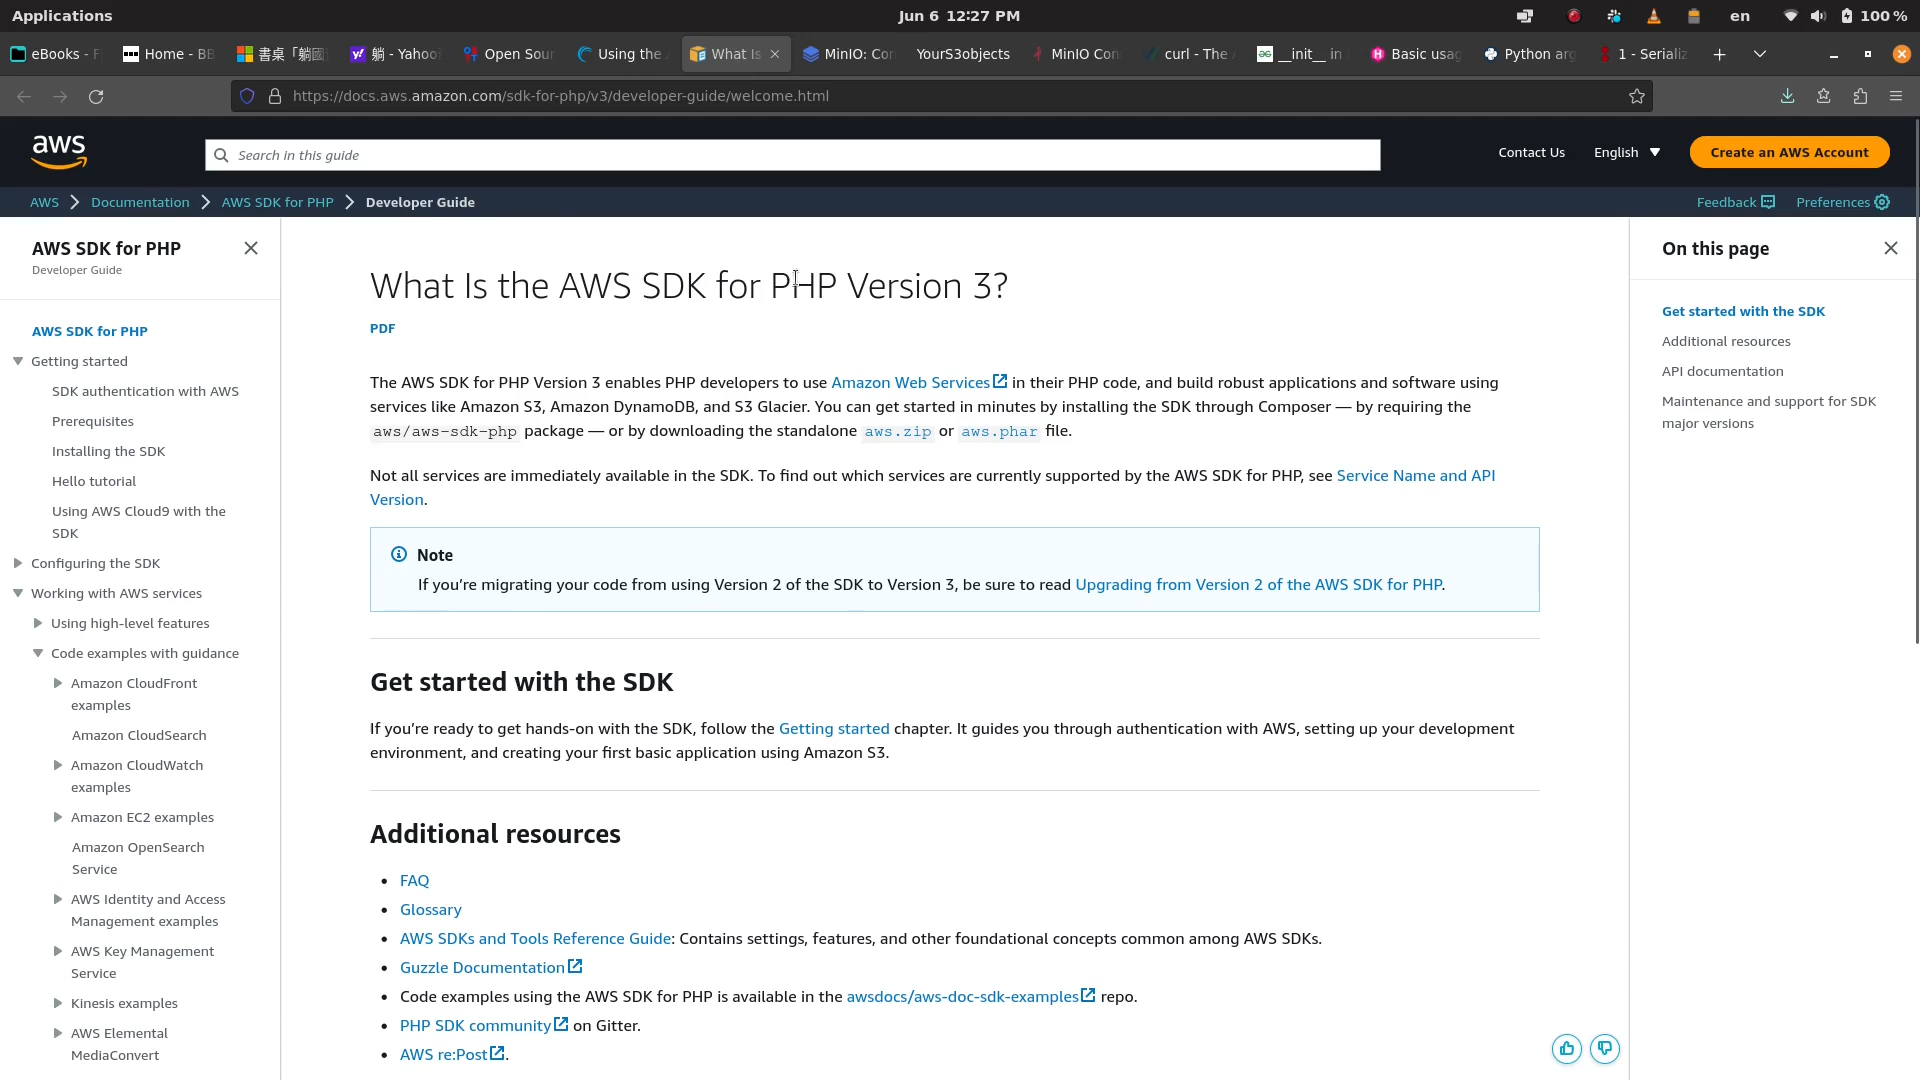 Applications
Jun 6 12:27 PM
en
100 %
eBooks - F
Home - BB
書桌「躺國
躺 - Yahoo
Open Sour
Using the
What Is
MinIO: Con
YourS3objects
MinIO Con
curl - The
__init__ in
Basic usag
Python arg
1 - Serializ
https://docs.aws.amazon.com/sdk-for-php/v3/developer-guide/welcome.html
aws
Search in this guide
Contact Us
English
Create an AWS Account
AWS
Documentation
AWS SDK for PHP
Developer Guide
Feedback
Preferences
AWS SDK for PHP
Developer Guide
AWS SDK for PHP
Getting started
SDK authentication with AWS
Prerequisites
Installing the SDK
Hello tutorial
Using AWS Cloud9 with the
SDK
Configuring the SDK
Working with AWS services
Using high-level features
Code examples with guidance
Amazon CloudFront
examples
Amazon CloudSearch
Amazon CloudWatch
examples
Amazon EC2 examples
Amazon OpenSearch
Service
AWS Identity and Access
Management examples
AWS Key Management
Service
Kinesis examples
AWS Elemental
MediaConvert
What Is the AWS SDK for PHP Version 3?
PDF
The AWS SDK for PHP Version 3 enables PHP developers to use Amazon Web Services in their PHP code, and build robust applications and software using
services like Amazon S3, Amazon DynamoDB, and S3 Glacier. You can get started in minutes by installing the SDK through Composer — by requiring the
aws/aws-sdk-php package — or by downloading the standalone aws.zip or aws.phar file.
Not all services are immediately available in the SDK. To find out which services are currently supported by the AWS SDK for PHP, see Service Name and API
Version.
Note
If you’re migrating your code from using Version 2 of the SDK to Version 3, be sure to read Upgrading from Version 2 of the AWS SDK for PHP.
Get started with the SDK
If you’re ready to get hands-on with the SDK, follow the Getting started chapter. It guides you through authentication with AWS, setting up your development
environment, and creating your first basic application using Amazon S3.
Additional resources
• FAQ
• Glossary
• AWS SDKs and Tools Reference Guide: Contains settings, features, and other foundational concepts common among AWS SDKs.
• Guzzle Documentation
• Code examples using the AWS SDK for PHP is available in the awsdocs/aws-doc-sdk-examples repo.
• PHP SDK community on Gitter.
• AWS re:Post.
On this page
Get started with the SDK
Additional resources
API documentation
Maintenance and support for SDK
major versions